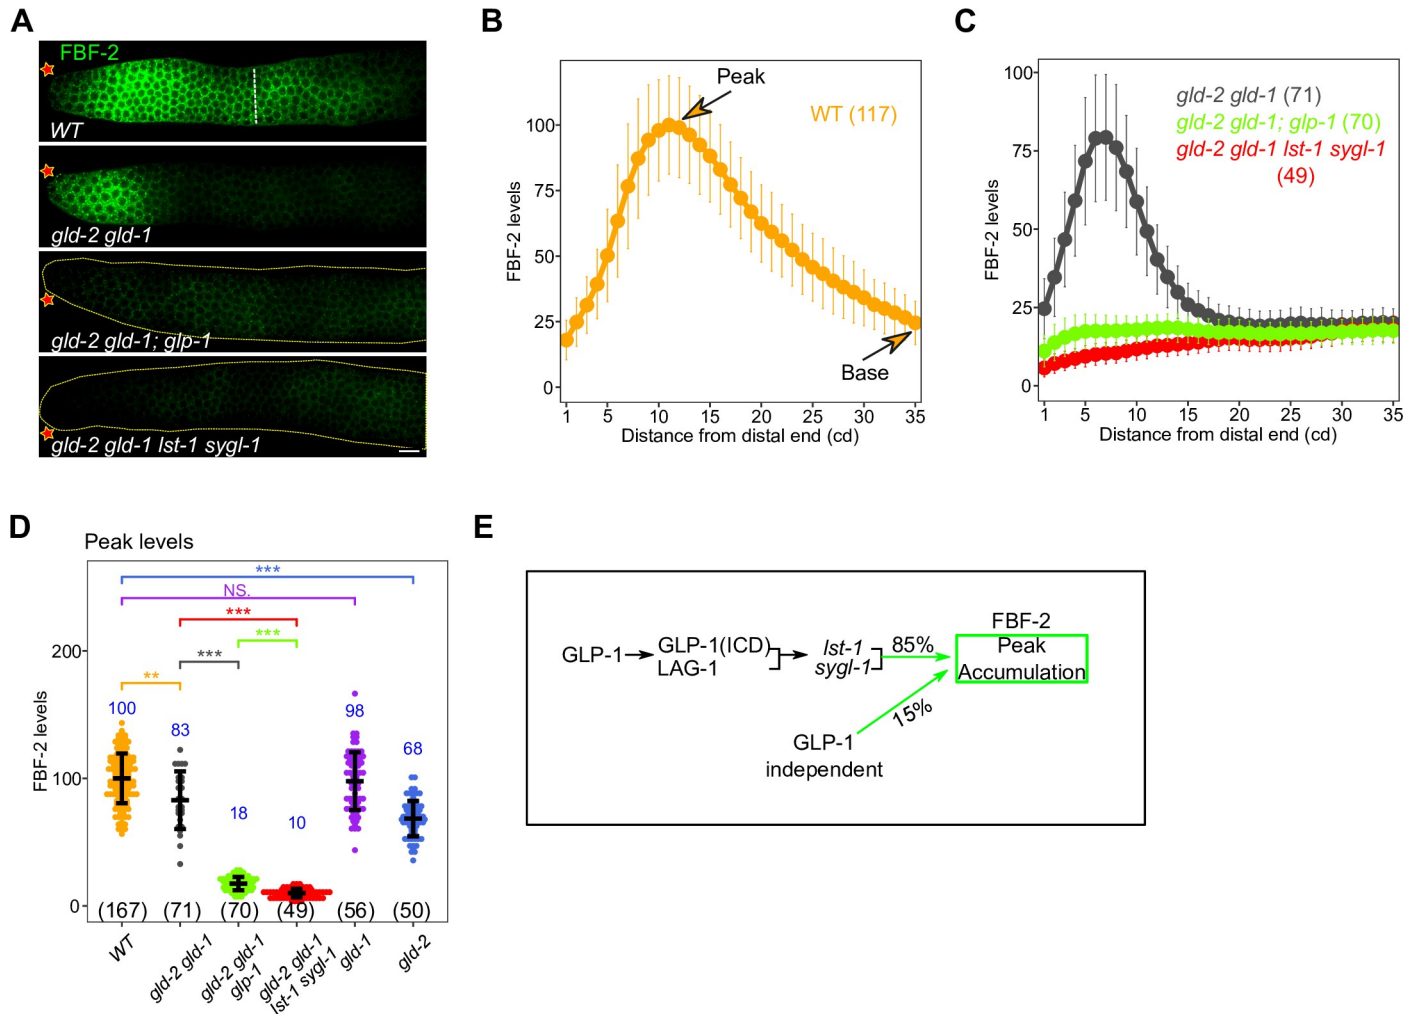 A
FBF-2
WT
gld-2 gld-1
gld-2 gld-1; glp-1
gld-2 gld-1 lst-1 sygl-1
B
FBF-2 levels
100
75
50
25
0
Peak
WT (117)
Base
1 5 10 15 20 25 30 35
Distance from distal end (cd)
C
FBF-2 levels
100
75
50
25
0
gld-2 gld-1 (71)
gld-2 gld-1; glp-1 (70)
gld-2 gld-1 lst-1 sygl-1
(49)
1 5 10 15 20 25 30 35
Distance from distal end (cd)
D
Peak levels
FBF-2 levels
200
100
0
***
NS.
***
***
***
**
100
83
18
10
98
68
(167) (71) (70) (49) (56) (50)
WT
gld-2 gld-1
gld-2 gld-1
glp-1
gld-2 gld-1
lst-1 sygl-1
gld-1
gld-2
E
GLP-1
GLP-1(ICD)
LAG-1
lst-1
sygl-1
85%
FBF-2
Peak
Accumulation
15%
GLP-1
independent